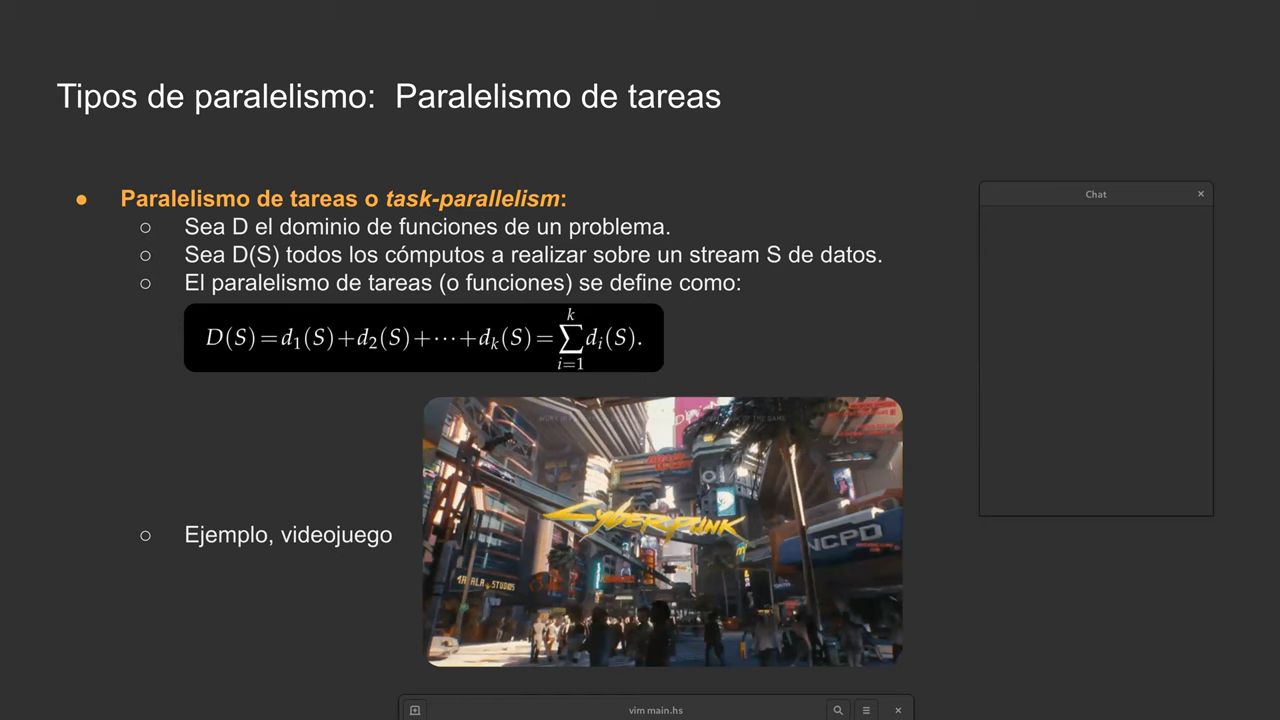 Tipos de paralelismo: Paralelismo de tareas
● Paralelismo de tareas o task-parallelism:
○ Sea D el dominio de funciones de un problema.
○ Sea D(S) todos los cómputos a realizar sobre un stream S de datos.
○ El paralelismo de tareas (o funciones) se define como:
D(S)=d₁(S)+d₂(S)+⋯+dₖ(S)=∑ᵢ₌₁ᵏ dᵢ(S).
○ Ejemplo, videojuego
CYBERPUNK
NCPD
Chat
vim main.hs